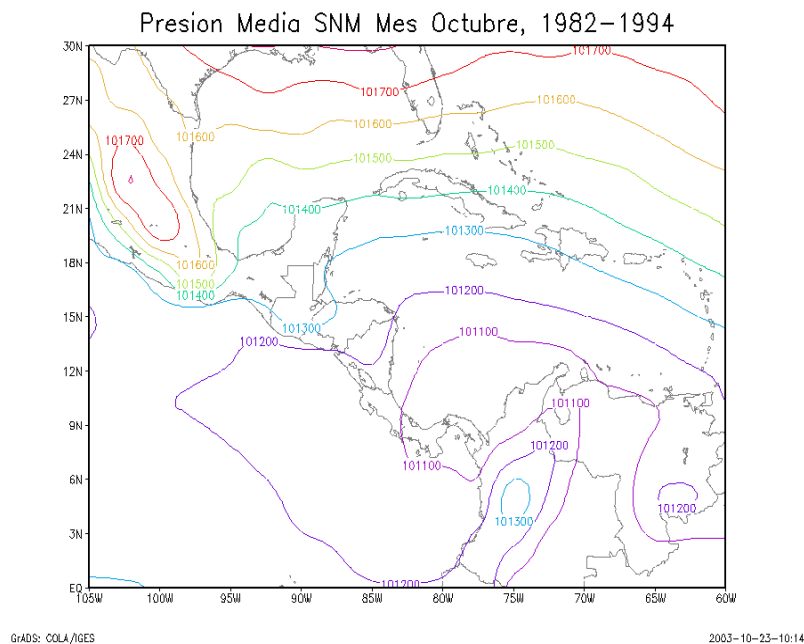 Presion Media SNM Mes Octubre, 1982-1994
30N
101700
27N
101700
101600
101600
101600
24N
101700
101500
101500
21N
101400
101400
101300
18N
101600
101500
101400
101200
15N
101300
101100
101200
12N
101100
9N
101200
101100
6N
101200
101300
3N
EQ
101200
105W 100W 95W 90W 85W 80W 75W 70W 65W 60W
GrADS: COLA/IGES
2003-10-23-10:14